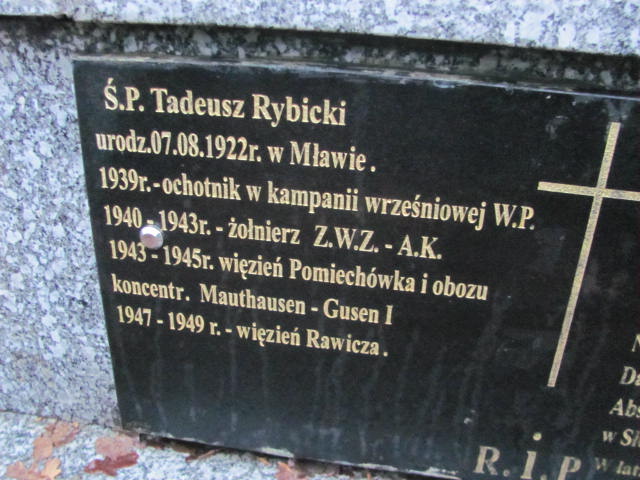 Ś.P. Tadeusz Rybicki
urodz.07.08.1922r. w Mławie.
1939r.-ochotnik w kampanii wrześniowej W.P.
1940 - 1943r. - żołnierz Z.W.Z. - A.K.
1943 - 1945r. więzień Pomiechówka i obozu
koncentr. Mauthausen - Gusen I
1947 - 1949 r. - więzień Rawicza.
R.i.P